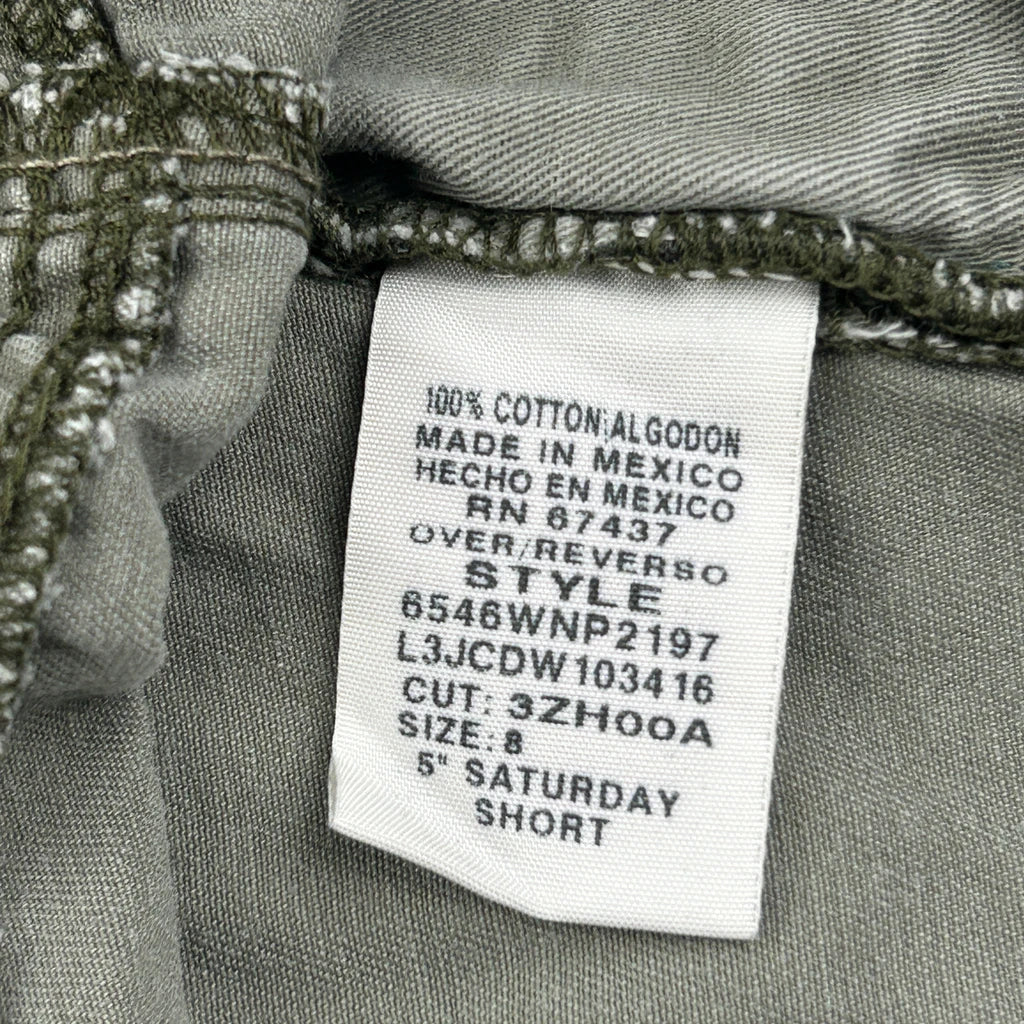 100% COTTON/ALGODON
MADE IN MEXICO
HECHO EN MEXICO
RN 67437
OVER/REVERSO
STYLE
6546WNP2197
L3JCDW103416
CUT: 3ZH00A
SIZE: 8
5" SATURDAY
SHORT